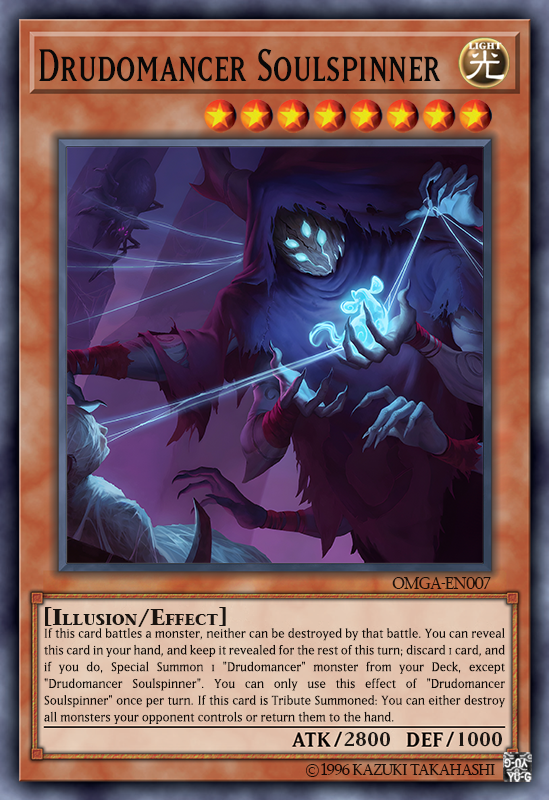 Drudomancer Soulspinner
LIGHT
光
OMGA-EN007
[Illusion/Effect]
If this card battles a monster, neither can be destroyed by that battle. You can reveal
this card in your hand, and keep it revealed for the rest of this turn; discard 1 card, and
if you do, Special Summon 1 "Drudomancer" monster from your Deck, except
"Drudomancer Soulspinner". You can only use this effect of "Drudomancer
Soulspinner" once per turn. If this card is Tribute Summoned: You can either destroy
all monsters your opponent controls or return them to the hand.
ATK/2800 DEF/1000
©1996 KAZUKI TAKAHASHI